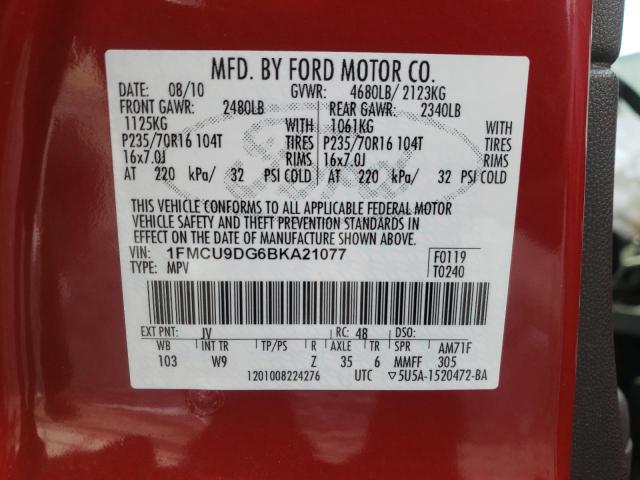 MFD. BY FORD MOTOR CO.
DATE: 08/10 GVWR: 4680LB/ 2123KG
FRONT GAWR: 2480LB REAR GAWR: 2340LB
1125KG WITH 1061KG WITH
P235/70R16 104T TIRES P235/70R16 104T TIRES
16x7.0J RIMS 16x7.0J RIMS
AT 220 kPa/ 32 PSI COLD AT 220 kPa/ 32 PSI COLD
THIS VEHICLE CONFORMS TO ALL APPLICABLE FEDERAL MOTOR
VEHICLE SAFETY AND THEFT PREVENTION STANDARDS IN
EFFECT ON THE DATE OF MANUFACTURE SHOWN ABOVE.
VIN: 1FMCU9DG6BKA21077 F0119
TYPE: MPV T0240
EXT PNT: JV RC: 48 DSO:
WB INT TR TP/PS R AXLE TR SPR AM71F
103 W9 Z 35 6 MMFF 305
1201008224276 UTC ▽5U5A-1520472-BA